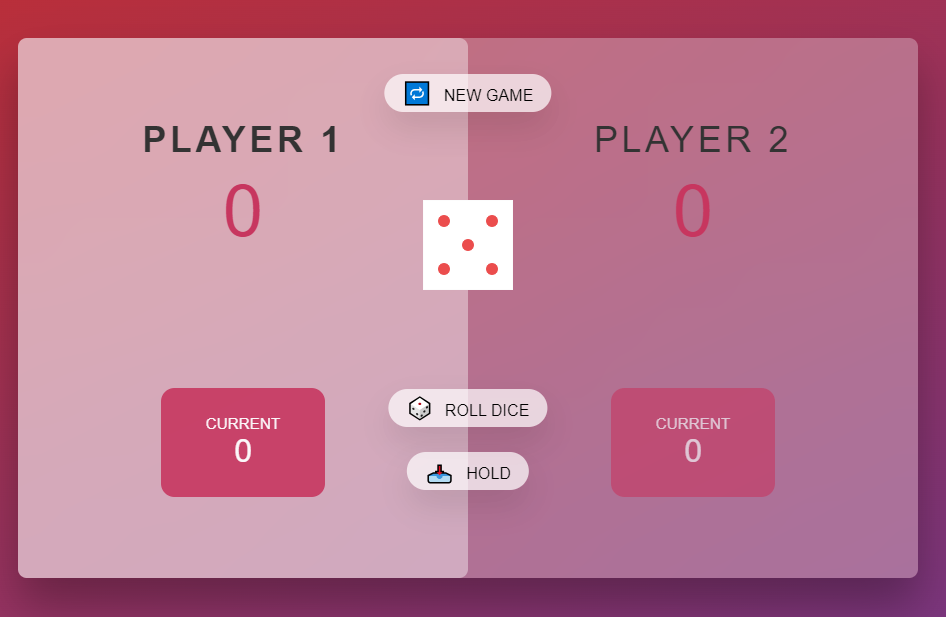 NEW GAME
PLAYER 1
0
PLAYER 2
0
CURRENT
0
ROLL DICE
HOLD
CURRENT
0